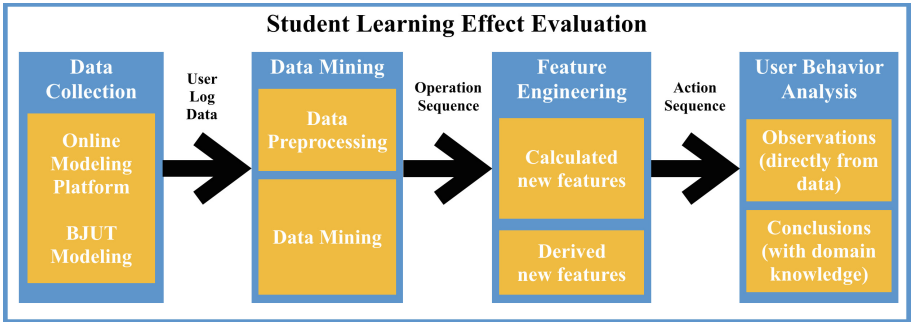 Student Learning Effect Evaluation
Data
Collection
Online
Modeling
Platform
BJUT
Modeling
User
Log
Data
Data Mining
Data
Preprocessing
Data Mining
Operation
Sequence
Feature
Engineering
Calculated
new features
Derived
new features
Action
Sequence
User Behavior
Analysis
Observations
(directly from
data)
Conclusions
(with domain
knowledge)